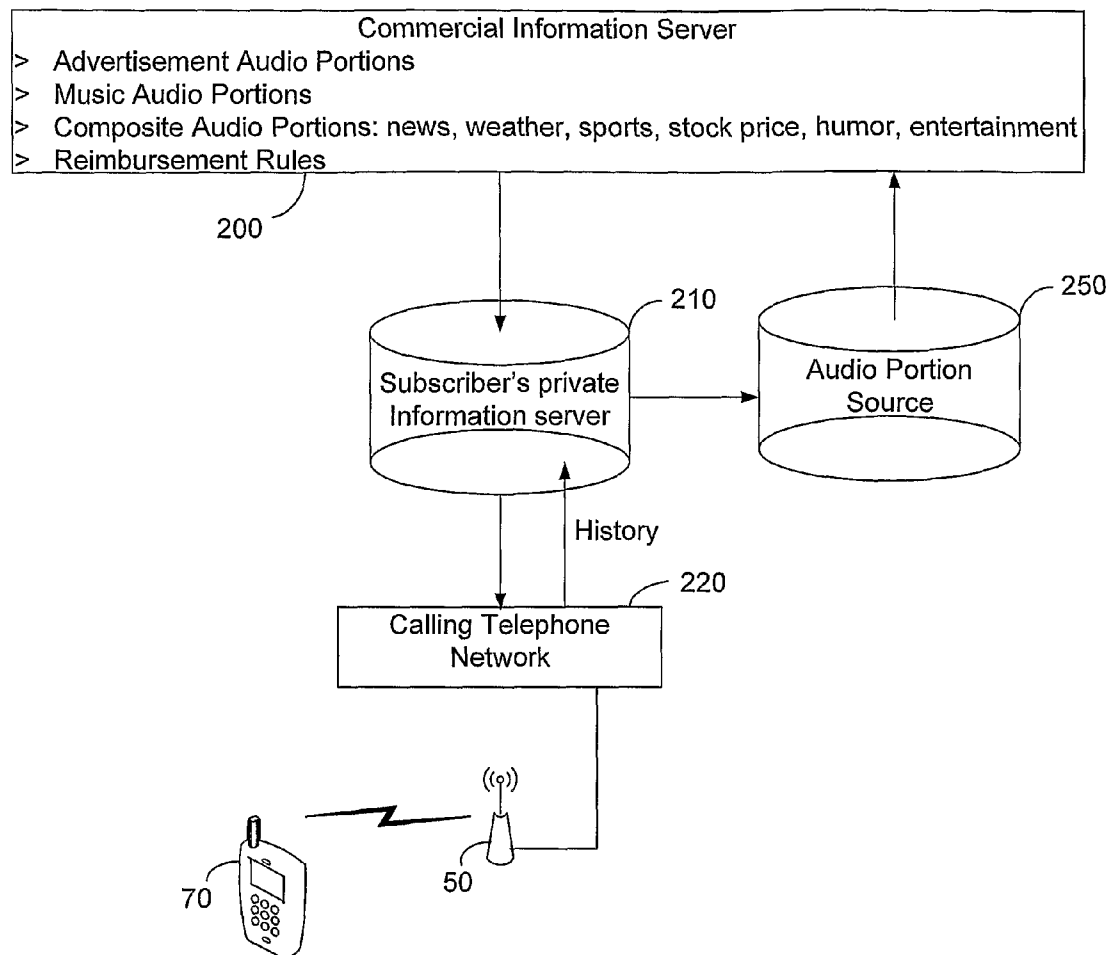 Commercial Information Server
> Advertisement Audio Portions
> Music Audio Portions
> Composite Audio Portions: news, weather, sports, stock price, humor, entertainment
> Reimbursement Rules
200
210
250
Subscriber's private
Information server
Audio Portion
Source
History
220
Calling Telephone
Network
50
70